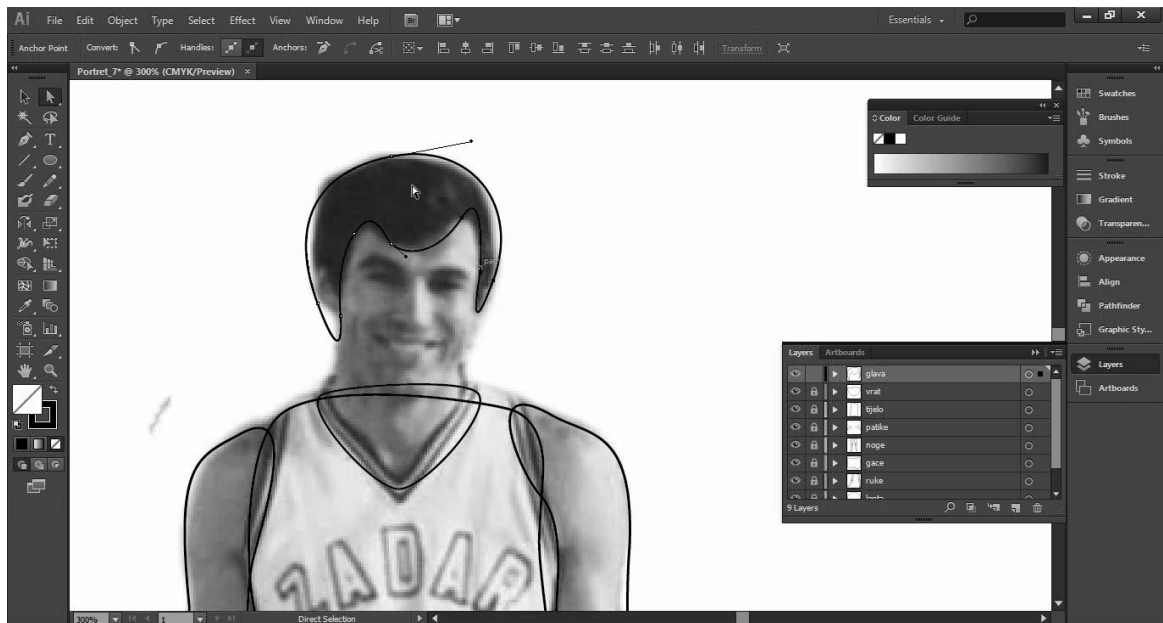 Ai File Edit Object Type Select Effect View Window Help Br Essentials
Anchor Point Convert: Handles: Anchors: Transform
Portret_7* @ 300% (CMYK/Preview) ×
Swatches
Brushes
Symbols
Stroke
Gradient
Transparen...
Appearance
Align
Pathfinder
Graphic Sty...
Layers
Artboards
Color Color Guide
ZADAR
Layers Artboards
glava
vrat
tijelo
patike
noge
gace
ruke
9 Layers
300% 1 Direct Selection